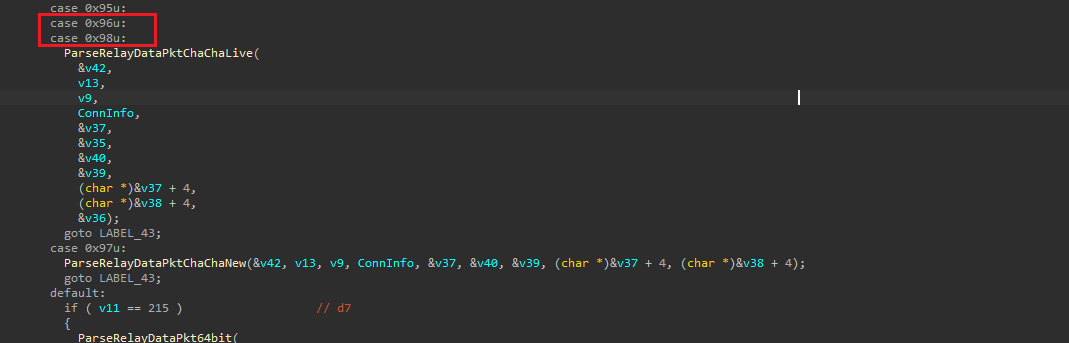 case 0x95u:
case 0x96u:
case 0x98u:
ParseRelayDataPktChaChaLive(
&v42,
v13,
v9,
ConnInfo,
&v37,
&v35,
&v40,
&v39,
(char *)&v37 + 4,
(char *)&v38 + 4,
&v36);
goto LABEL_43;
case 0x97u:
ParseRelayDataPktChaChaNew(&v42, v13, v9, ConnInfo, &v37, &v40, &v39, (char *)&v37 + 4, (char *)&v38 + 4);
goto LABEL_43;
default:
if ( v11 == 215 ) // d7
{
ParseRelayDataPkt64bit(